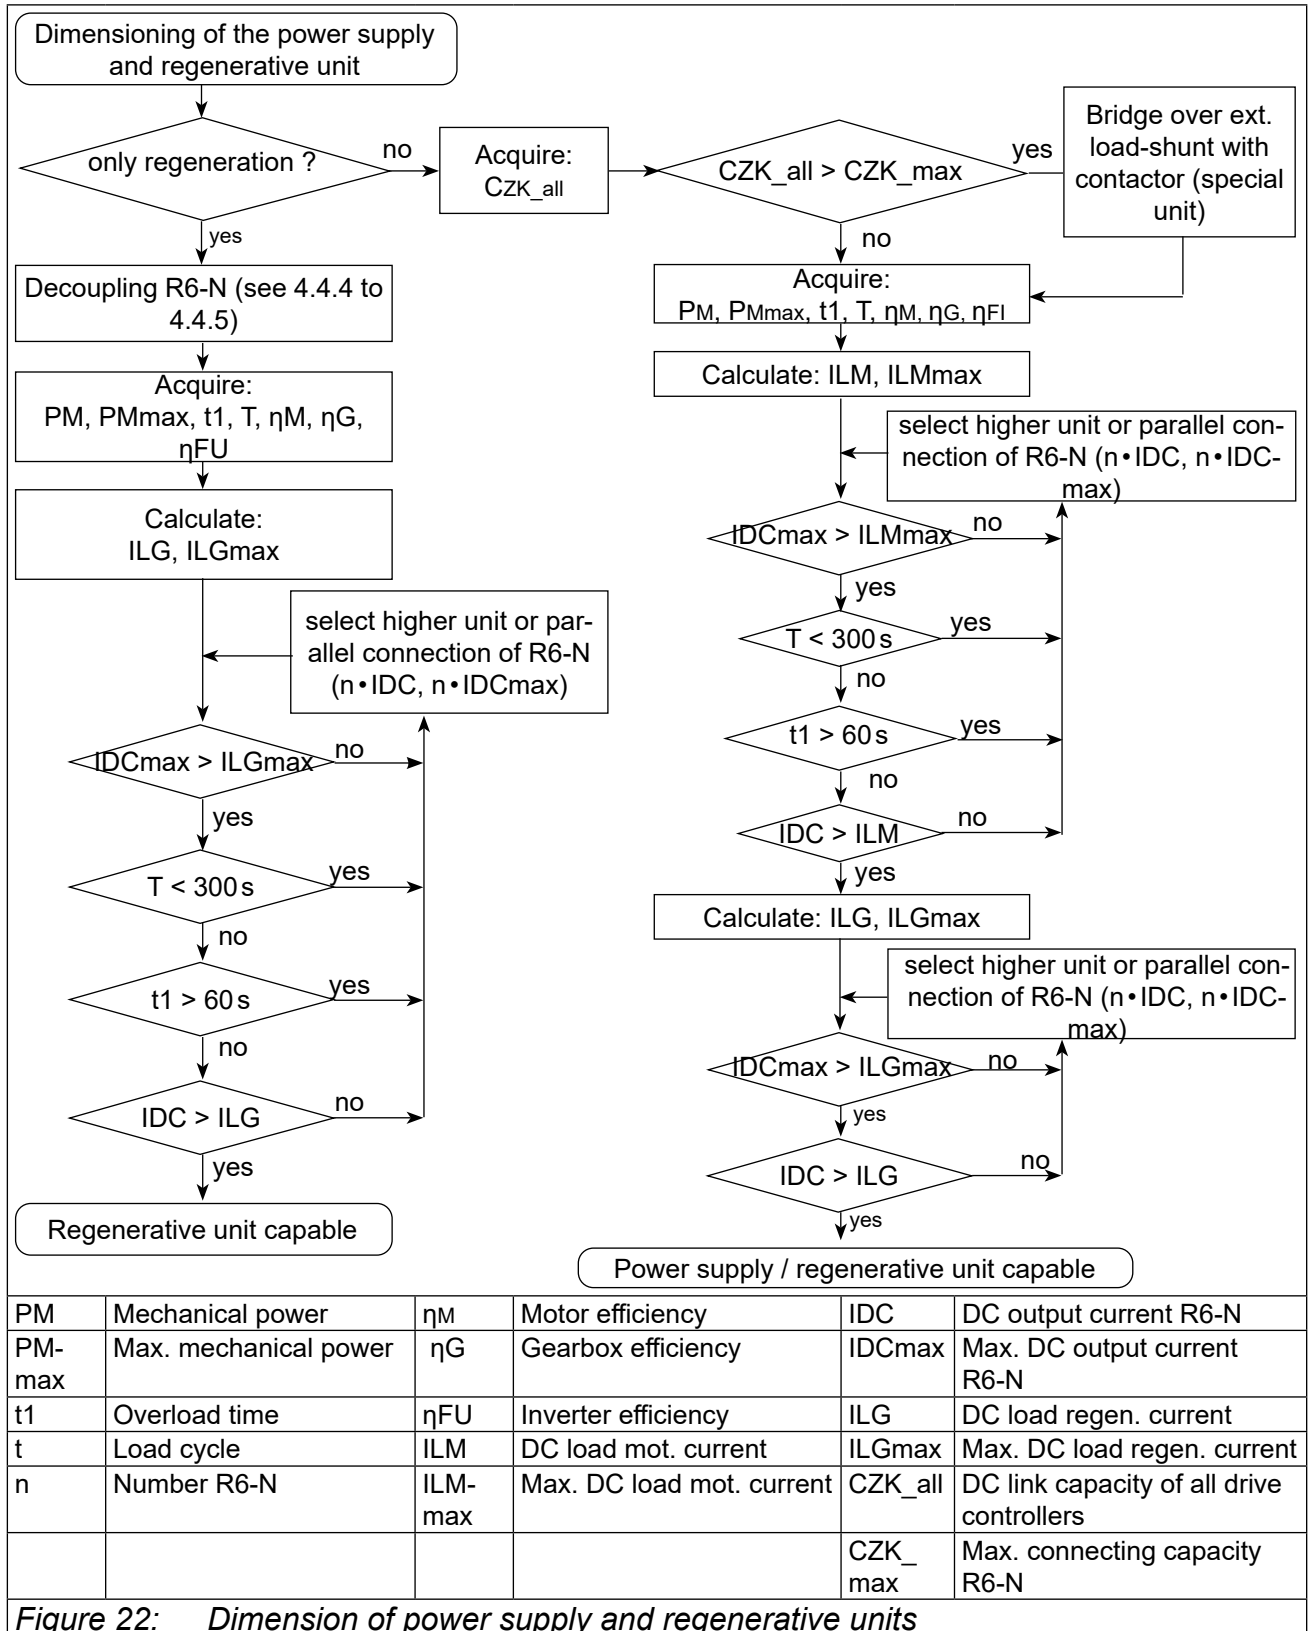 Dimensioning of the power supply
and regenerative unit
only regeneration ?
no
yes
Acquire:
CZK_all
CZK_all > CZK_max
yes
no
Bridge over ext.
load-shunt with
contactor (special
unit)
Decoupling R6-N (see 4.4.4 to
4.4.5)
Acquire:
PM, PMmax, t1, T, ηM, ηG,
ηFU
Calculate:
ILG, ILGmax
select higher unit or par-
allel connection of R6-N
(n•IDC, n•IDCmax)
IDCmax > ILGmax
no
yes
T < 300 s
yes
no
t1 > 60 s
yes
no
IDC > ILG
no
yes
Regenerative unit capable
Acquire:
PM, PMmax, t1, T, ηM, ηG, ηFI
Calculate: ILM, ILMmax
select higher unit or parallel con-
nection of R6-N (n•IDC, n•IDC-
max)
IDCmax > ILMmax
no
yes
T < 300 s
yes
no
t1 > 60 s
yes
no
IDC > ILM
no
yes
Calculate: ILG, ILGmax
select higher unit or parallel con-
nection of R6-N (n•IDC, n•IDC-
max)
IDCmax > ILGmax
no
yes
IDC > ILG
no
yes
Power supply / regenerative unit capable
PM Mechanical power ηM Motor efficiency IDC DC output current R6-N
PM-
max Max. mechanical power ηG Gearbox efficiency IDCmax Max. DC output current
R6-N
t1 Overload time ηFU Inverter efficiency ILG DC load regen. current
t Load cycle ILM DC load mot. current ILGmax Max. DC load regen. current
n Number R6-N ILM-
max Max. DC load mot. current CZK_all DC link capacity of all drive
controllers
CZK_
max Max. connecting capacity
R6-N
Figure 22: Dimension of power supply and regenerative units